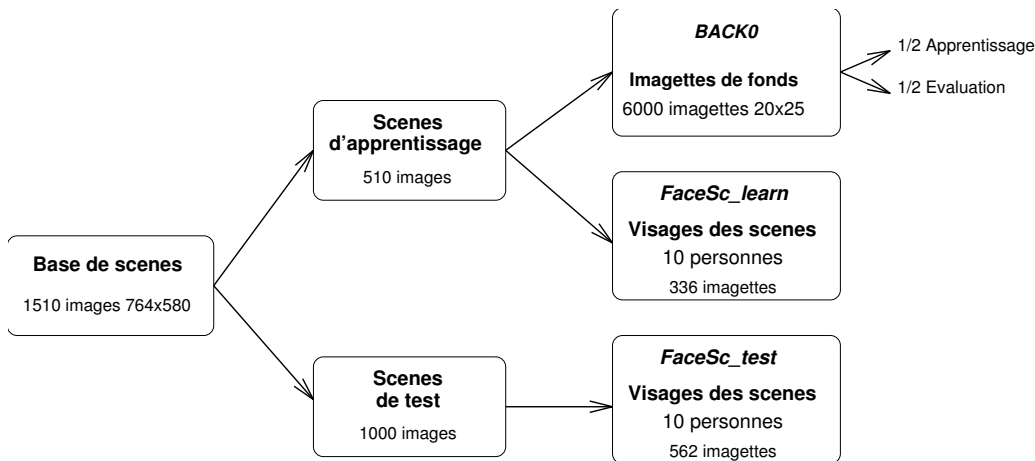 Base de scenes
1510 images 764x580
Scenes
d'apprentissage
510 images
Scenes
de test
1000 images
BACK0
Imagettes de fonds
6000 imagettes 20x25
1/2 Apprentissage
1/2 Evaluation
FaceSc_learn
Visages des scenes
10 personnes
336 imagettes
FaceSc_test
Visages des scenes
10 personnes
562 imagettes